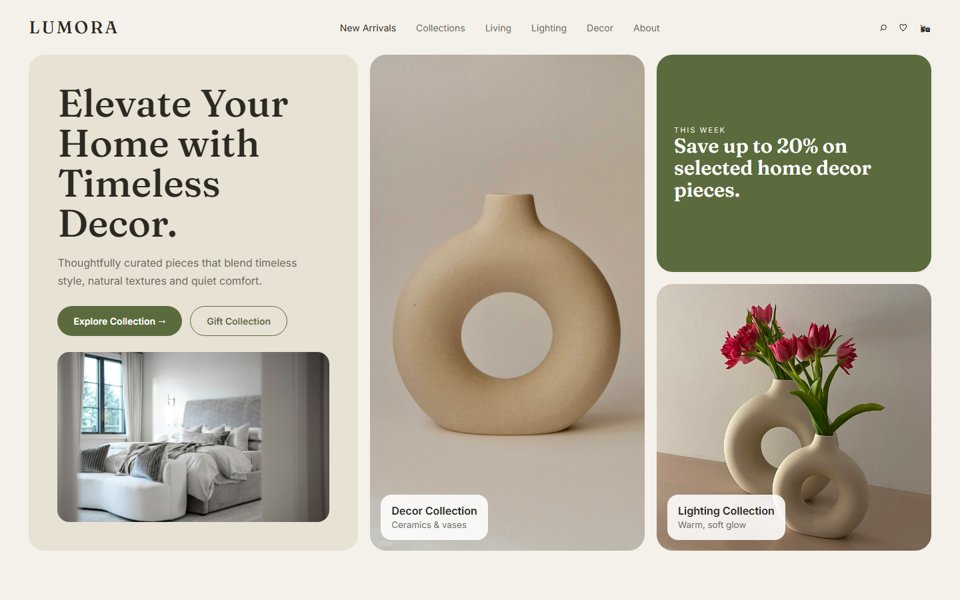 LUMORA
New Arrivals Collections Living Lighting Decor About
Elevate Your
Home with
Timeless
Decor.
Thoughtfully curated pieces that blend timeless
style, natural textures and quiet comfort.
Explore Collection →
Gift Collection
Decor Collection
Ceramics & vases
THIS WEEK
Save up to 20% on
selected home decor
pieces.
Lighting Collection
Warm, soft glow